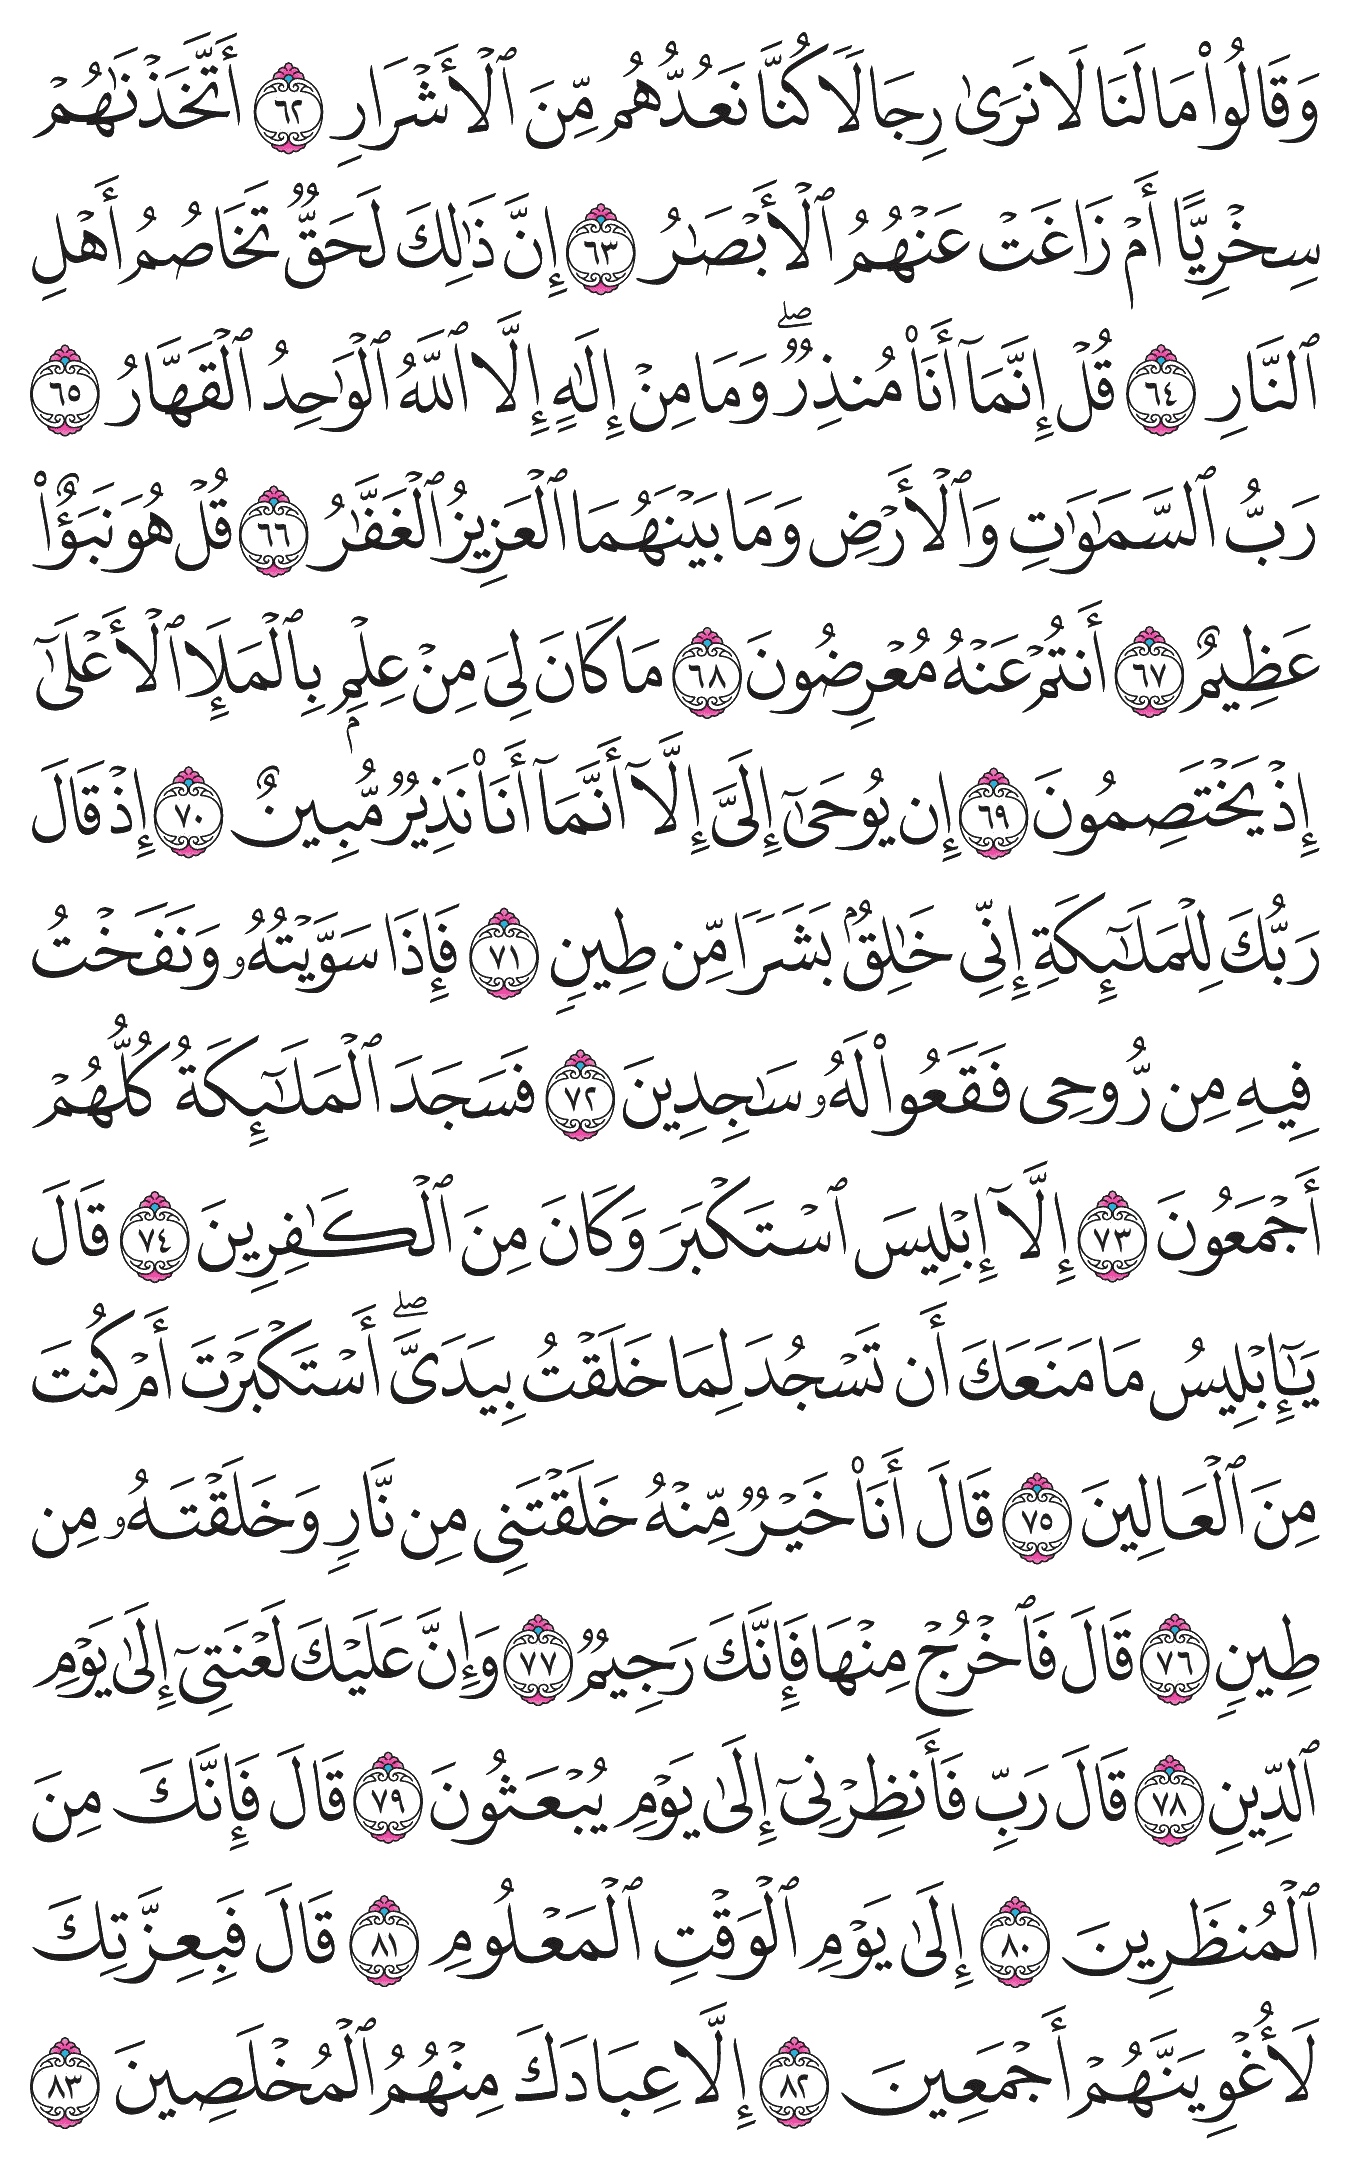 وَقَالُوا۟ مَا لَنَا لَا نَرَىٰ رِجَالًا كُنَّا نَعُدُّهُم مِّنَ ٱلْأَشْرَارِ ٦٢ أَتَّخَذْنَٰهُمْ
سِخْرِيًّا أَمْ زَاغَتْ عَنْهُمُ ٱلْأَبْصَٰرُ ٦٣ إِنَّ ذَٰلِكَ لَحَقٌّ تَخَاصُمُ أَهْلِ
ٱلنَّارِ ٦٤ قُلْ إِنَّمَآ أَنَا۠ مُنذِرٌ ۖ وَمَا مِنْ إِلَٰهٍ إِلَّا ٱللَّهُ ٱلْوَٰحِدُ ٱلْقَهَّارُ ٦٥
رَبُّ ٱلسَّمَٰوَٰتِ وَٱلْأَرْضِ وَمَا بَيْنَهُمَا ٱلْعَزِيزُ ٱلْغَفَّٰرُ ٦٦ قُلْ هُوَ نَبَؤٌا۟
عَظِيمٌ ٦٧ أَنتُمْ عَنْهُ مُعْرِضُونَ ٦٨ مَا كَانَ لِىَ مِنْ عِلْمٍۭ بِٱلْمَلَإِ ٱلْأَعْلَىٰٓ
إِذْ يَخْتَصِمُونَ ٦٩ إِن يُوحَىٰٓ إِلَىَّ إِلَّآ أَنَّمَآ أَنَا۠ نَذِيرٌ مُّبِينٌ ٧٠ إِذْ قَالَ
رَبُّكَ لِلْمَلَٰٓئِكَةِ إِنِّى خَٰلِقٌۢ بَشَرًا مِّن طِينٍ ٧١ فَإِذَا سَوَّيْتُهُۥ وَنَفَخْتُ
فِيهِ مِن رُّوحِى فَقَعُوا۟ لَهُۥ سَٰجِدِينَ ٧٢ فَسَجَدَ ٱلْمَلَٰٓئِكَةُ كُلُّهُمْ
أَجْمَعُونَ ٧٣ إِلَّآ إِبْلِيسَ ٱسْتَكْبَرَ وَكَانَ مِنَ ٱلْكَٰفِرِينَ ٧٤ قَالَ
يَٰٓإِبْلِيسُ مَا مَنَعَكَ أَن تَسْجُدَ لِمَا خَلَقْتُ بِيَدَىَّ ۖ أَسْتَكْبَرْتَ أَمْ كُنتَ
مِنَ ٱلْعَالِينَ ٧٥ قَالَ أَنَا۠ خَيْرٌ مِّنْهُ خَلَقْتَنِى مِن نَّارٍ وَخَلَقْتَهُۥ مِن
طِينٍ ٧٦ قَالَ فَٱخْرُجْ مِنْهَا فَإِنَّكَ رَجِيمٌ ٧٧ وَإِنَّ عَلَيْكَ لَعْنَتِىٓ إِلَىٰ يَوْمِ
ٱلدِّينِ ٧٨ قَالَ رَبِّ فَأَنظِرْنِىٓ إِلَىٰ يَوْمِ يُبْعَثُونَ ٧٩ قَالَ فَإِنَّكَ مِنَ
ٱلْمُنظَرِينَ ٨٠ إِلَىٰ يَوْمِ ٱلْوَقْتِ ٱلْمَعْلُومِ ٨١ قَالَ فَبِعِزَّتِكَ
لَأُغْوِيَنَّهُمْ أَجْمَعِينَ ٨٢ إِلَّا عِبَادَكَ مِنْهُمُ ٱلْمُخْلَصِينَ ٨٣